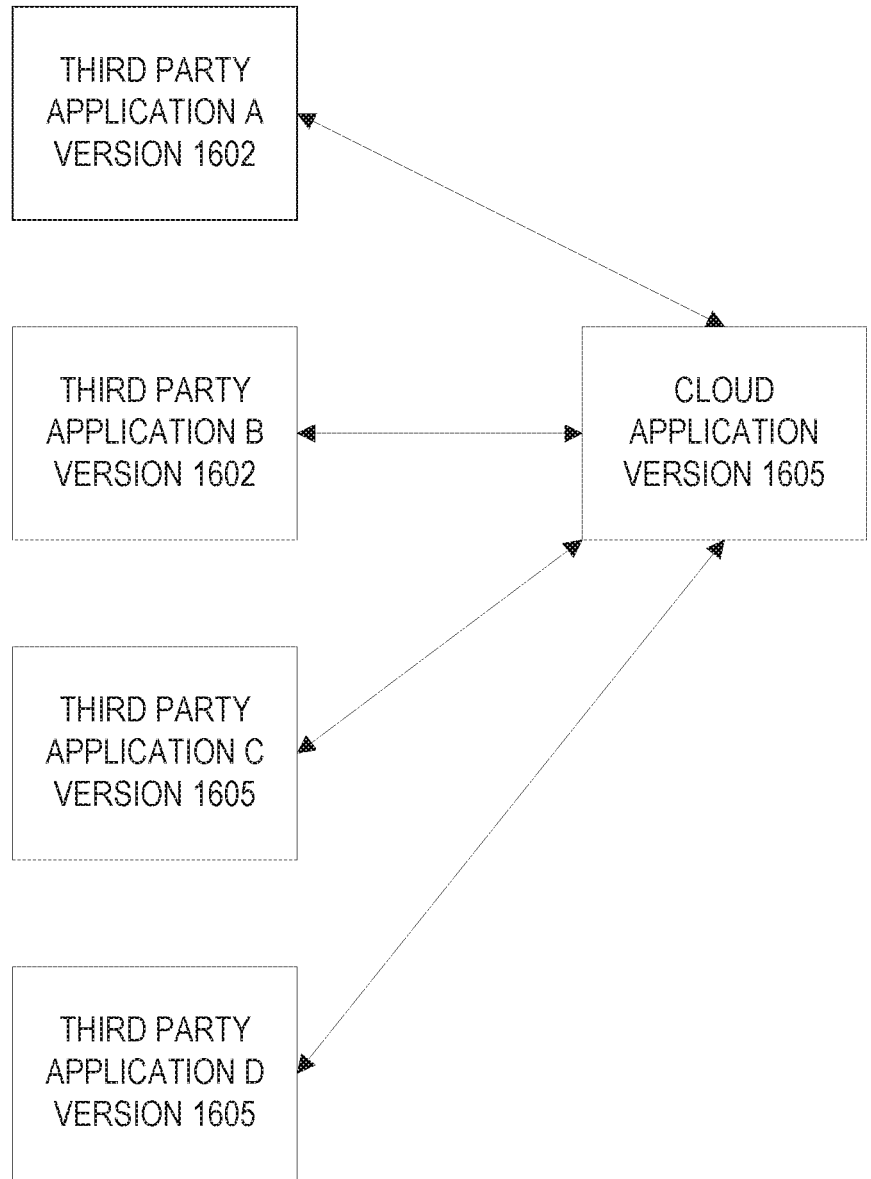 THIRD PARTY
APPLICATION A
VERSION 1602
THIRD PARTY
APPLICATION B
VERSION 1602
CLOUD
APPLICATION
VERSION 1605
THIRD PARTY
APPLICATION C
VERSION 1605
THIRD PARTY
APPLICATION D
VERSION 1605